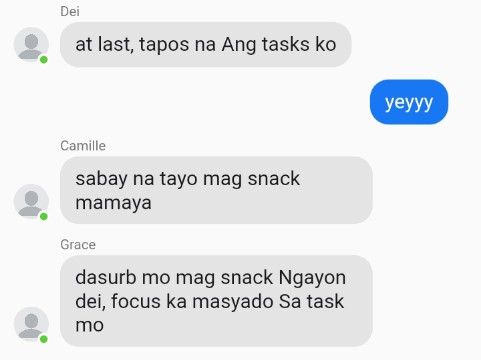 Dei
at last, tapos na Ang tasks ko
yeyyy
Camille
sabay na tayo mag snack
mamaya
Grace
dasurb mo mag snack Ngayon
dei, focus ka masyado Sa task
mo